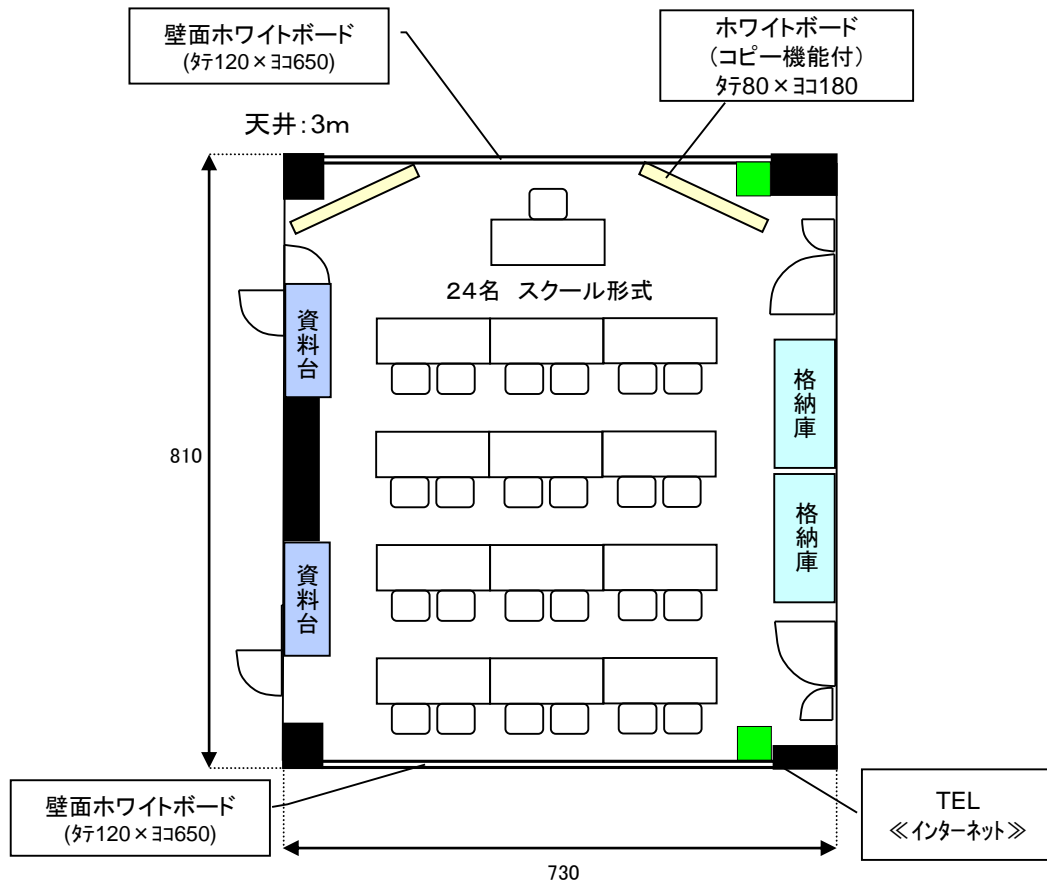 壁面ホワイトボード
(ﾀﾃ120×ﾖｺ650)
ホワイトボード
（コピー機能付）
ﾀﾃ80×ﾖｺ180
天井：3ｍ
２４名　スクール形式
資料台
格納庫
810
格納庫
資料台
壁面ホワイトボード
(ﾀﾃ120×ﾖｺ650)
TEL
≪ｲﾝﾀｰﾈｯﾄ≫
730